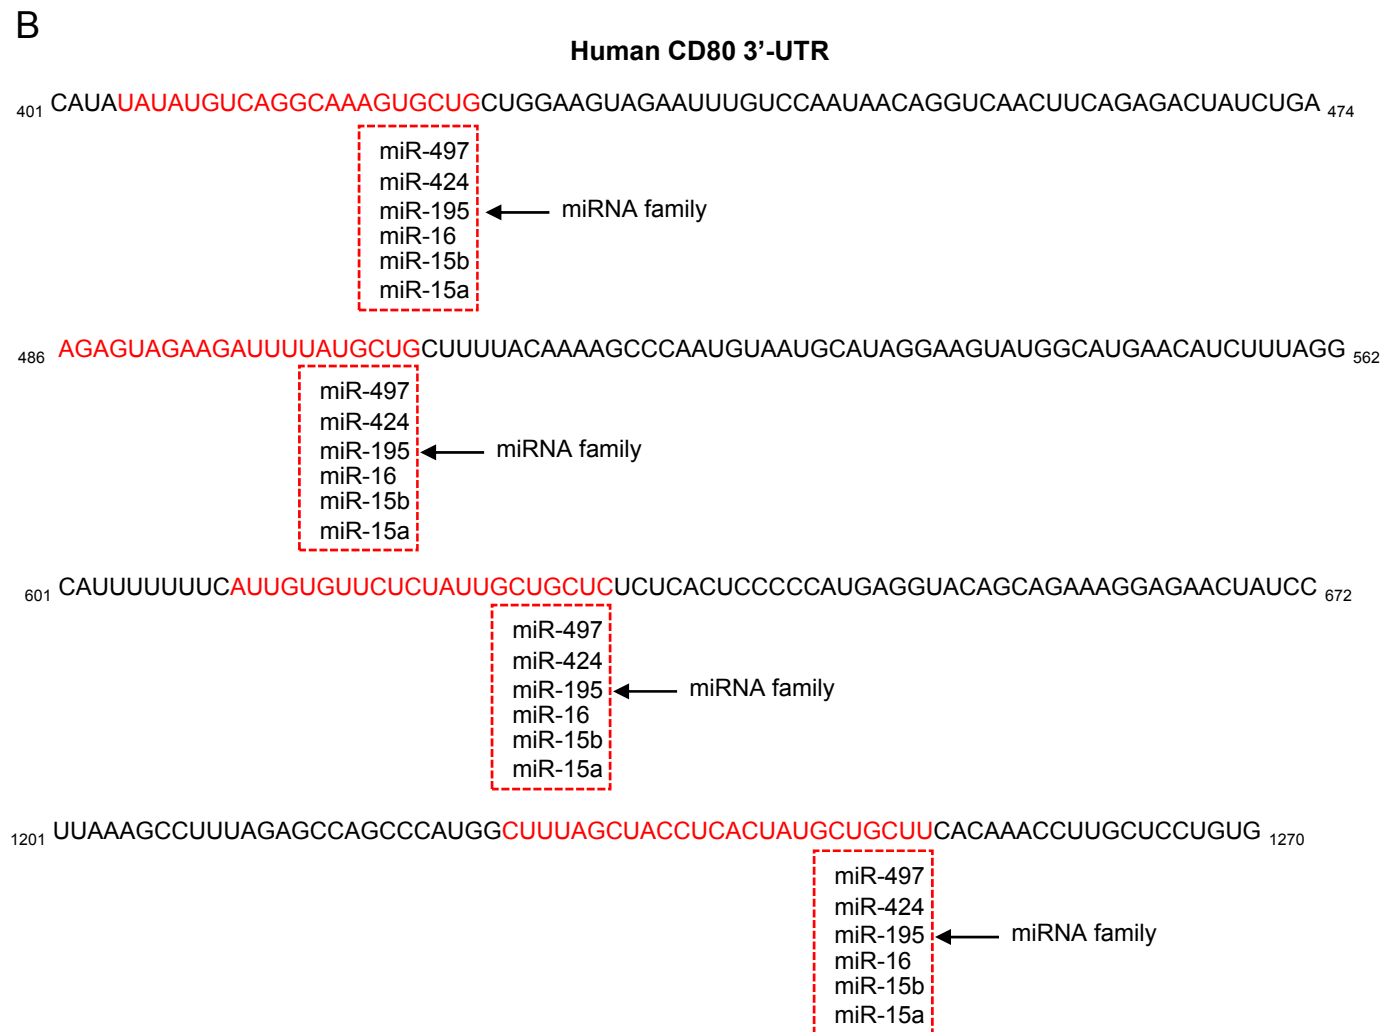 B
Human CD80 3’-UTR
401 CAUAUAUAUGUCAGGCAAAGUGCUGCUGGAAGUAGAAUUUGUCCAAUAACAGGUCAACUUCAGAGACUAUCUGA 474
miR-497
miR-424
miR-195 miRNA family
miR-16
miR-15b
miR-15a
486 AGAGUAGAAGAUUUUAUGCUGCUUUUACAAAAGCCCAAUGUAAUGCAUAGGAAGUAUGGCAUGAACAUCUUUAGG 562
miR-497
miR-424
miR-195 miRNA family
miR-16
miR-15b
miR-15a
601 CAUUUUUUUCAUUGUGUUCUCUAUUGCUGCUCUCUCACUCCCCCAUGAGGUACAGCAGAAAGGAGAACUAUCC 672
miR-497
miR-424
miR-195 miRNA family
miR-16
miR-15b
miR-15a
1201 UUAAAGCCUUUAGAGCCAGCCCAUGGCUUUAGCUACCUCACUAUGCUGCUUCACAAACCUUGCUCCUGUG 1270
miR-497
miR-424
miR-195 miRNA family
miR-16
miR-15b
miR-15a